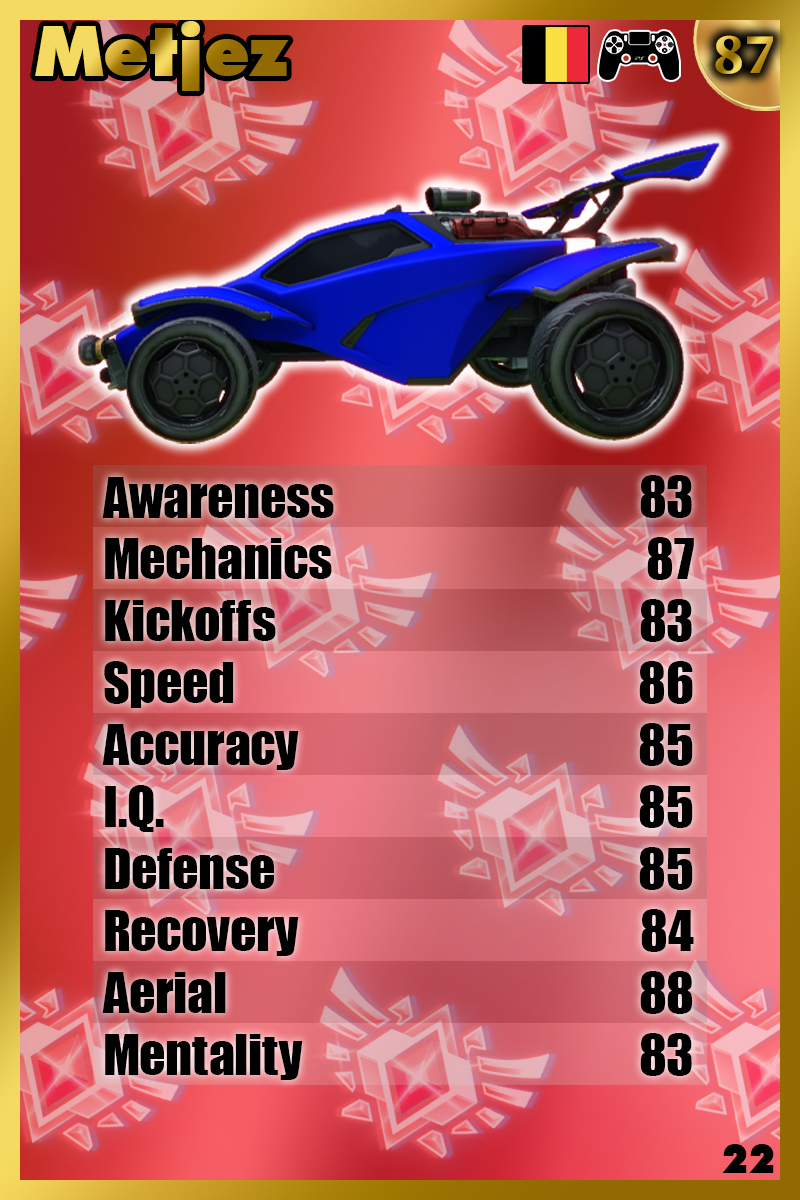 Metjez 87
Awareness 83
Mechanics 87
Kickoffs 83
Speed 86
Accuracy 85
I.Q. 85
Defense 85
Recovery 84
Aerial 88
Mentality 83
22